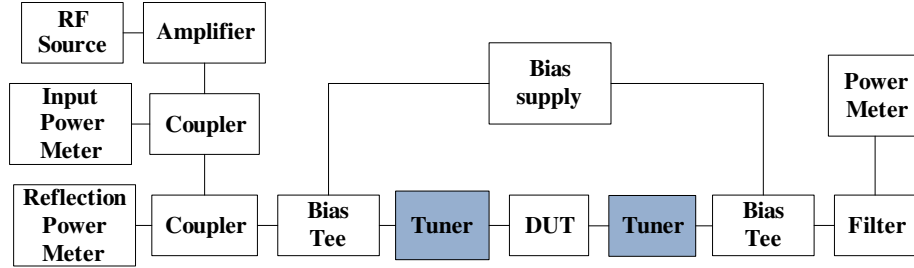 RF
Source
Amplifier
Bias
supply
Power
Meter
Input
Power
Meter
Coupler
Reflection
Power
Meter
Coupler
Bias
Tee
Tuner
DUT
Tuner
Bias
Tee
Filter